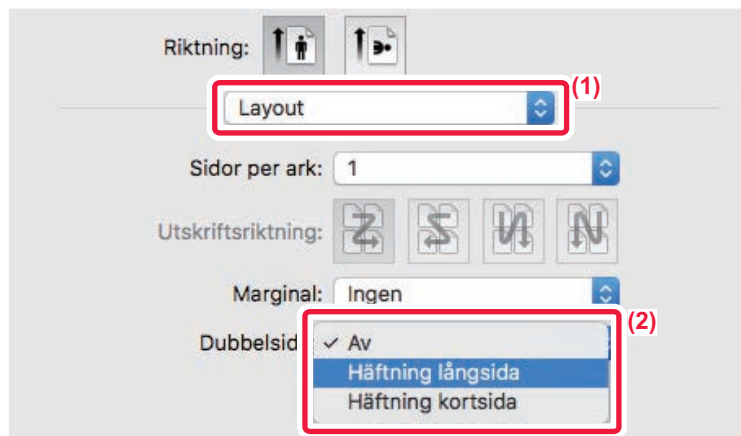 Riktning:
(1)
Layout
Sidor per ark: 1
Utskriftsriktning:
Marginal: Ingen
(2)
Dubbelsid ✓ Av
Häftning långsida
Häftning kortsida